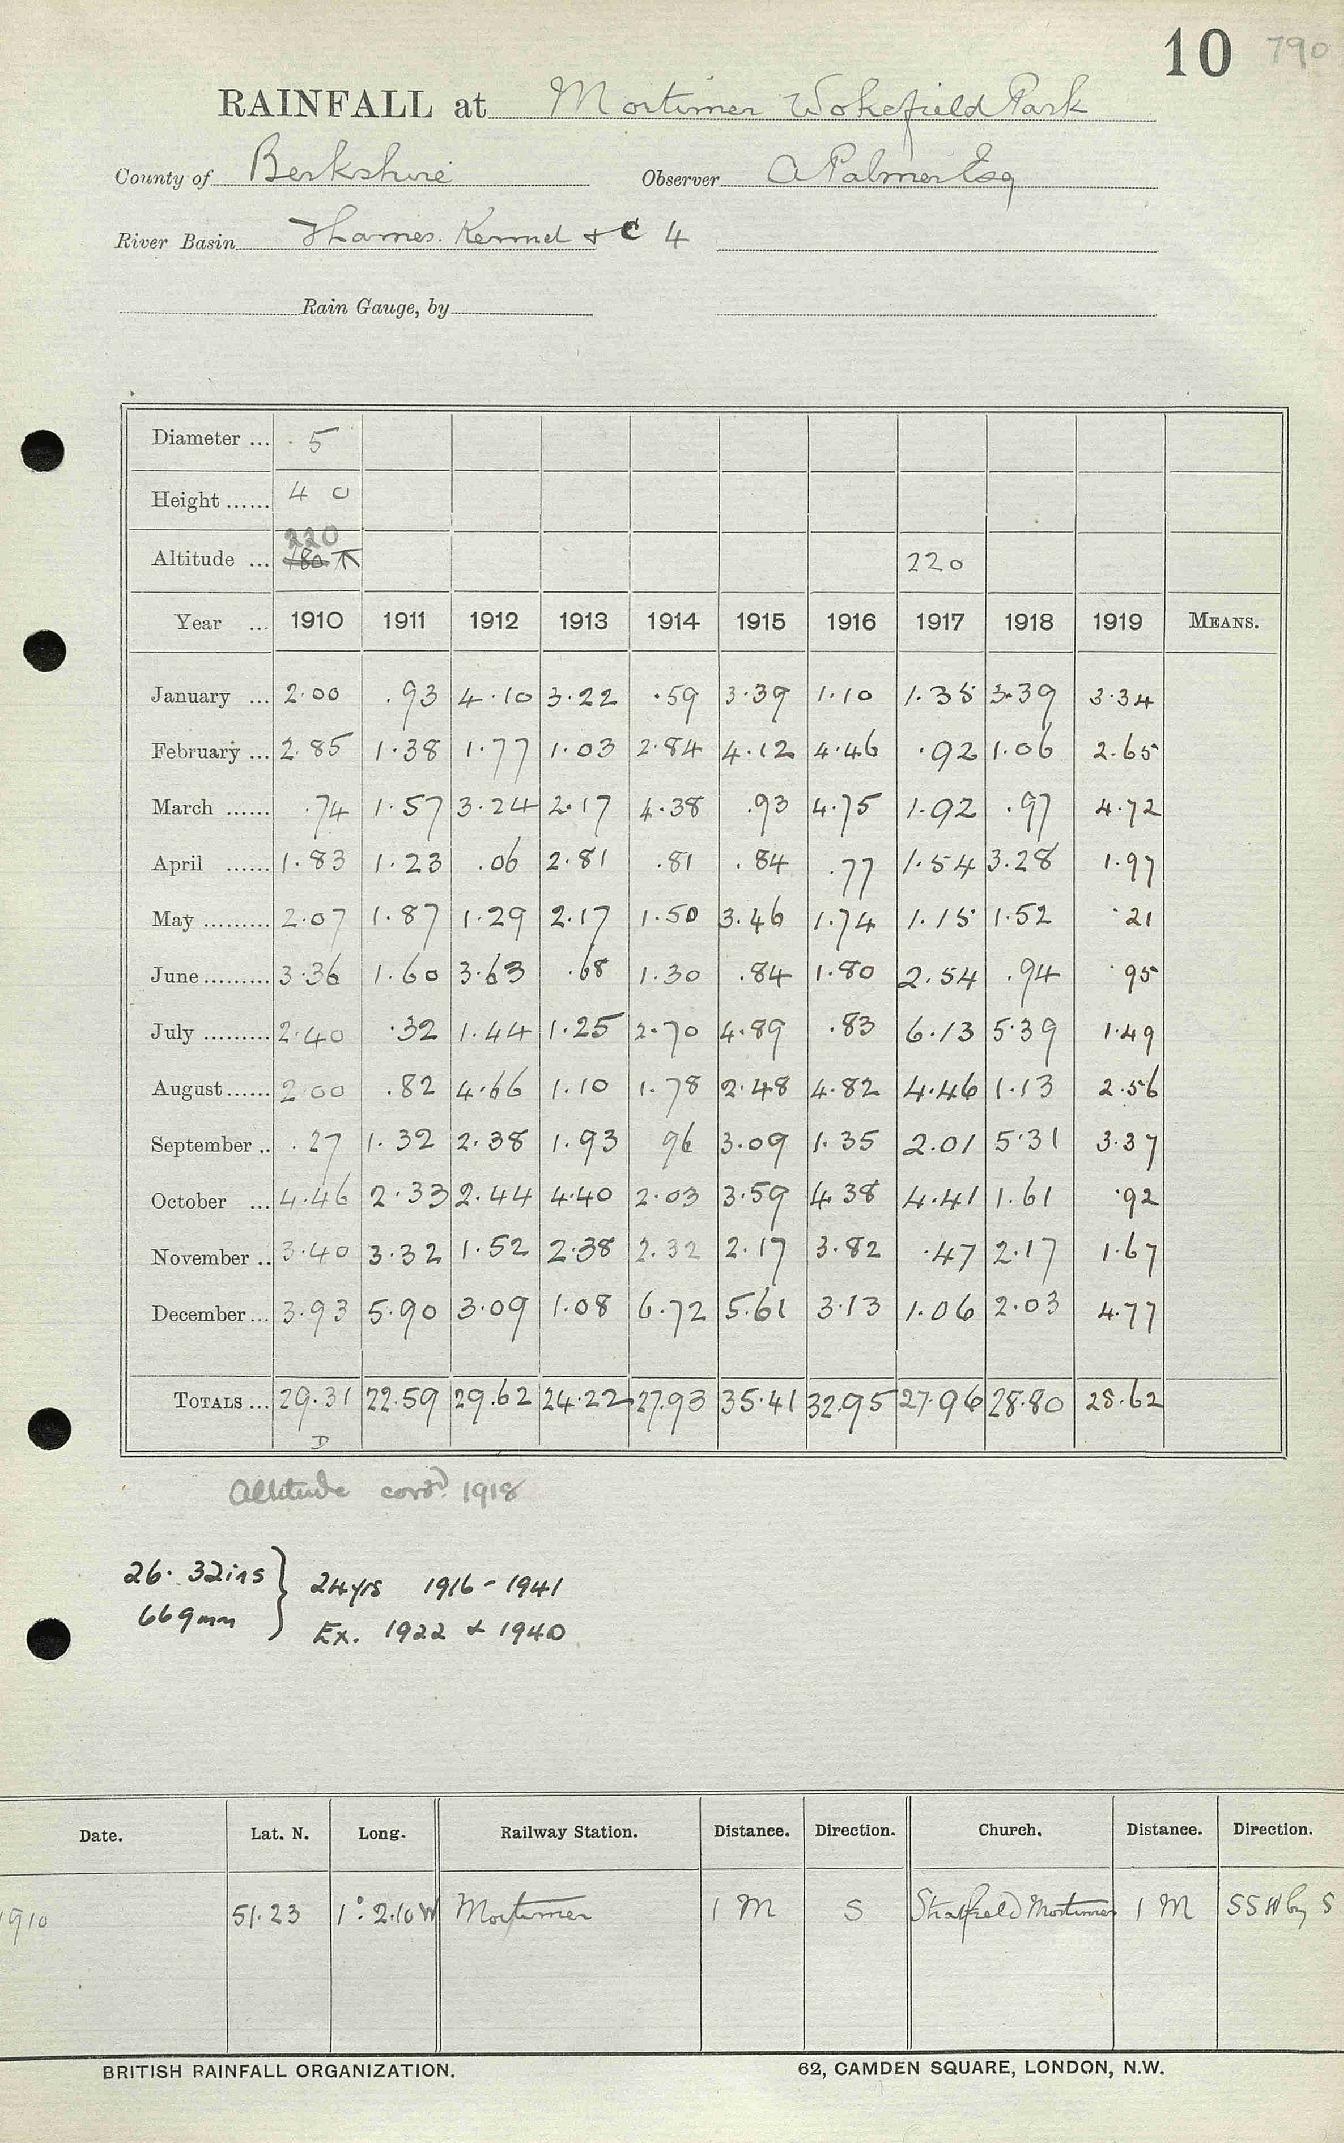 10 790
RAINFALL at Mortimer Wokefield Park
County of Berkshire Observer A Palmer Esq
River Basin Thames. Kennet + C 4
Rain Gauge, by
Diameter ... 5
Height ...... 4 0
220
Altitude ... 180 220
Year ... 1910 1911 1912 1913 1914 1915 1916 1917 1918 1919 MEANS.
January ... 2.00 .93 4.10 3.22 .59 3.39 1.10 1.35 3.39 3.34
February ... 2.85 1.38 1.77 1.03 2.84 4.12 4.46 .92 1.06 2.65
March ...... .74 1.57 3.24 2.17 4.38 .93 4.75 1.92 .97 4.72
April ...... 1.83 1.23 .06 2.81 .81 .84 .77 1.54 3.28 1.97
May ......... 2.07 1.87 1.29 2.17 1.50 3.46 1.74 1.15 1.52 .21
June ......... 3.36 1.60 3.63 .68 1.30 .84 1.80 2.54 .94 .95
July ......... 2.40 .32 1.44 1.25 2.70 4.89 .83 6.13 5.39 1.49
August ...... 2.00 .82 4.66 1.10 1.78 2.48 4.82 4.46 1.13 2.56
September .. .27 1.32 2.38 1.93 96 3.09 1.35 2.01 5.31 3.37
October ... 4.46 2.33 2.44 4.40 2.03 3.59 4.38 4.41 1.61 .92
November .. 3.40 3.32 1.52 2.38 2.32 2.17 3.82 .47 2.17 1.67
December ... 3.93 5.90 3.09 1.08 6.72 5.61 3.13 1.06 2.03 4.77
TOTALS ... 29.31 22.59 29.62 24.22 27.93 35.41 32.95 27.96 28.80 28.62
D
Altitude corrd. 1918
26.32ins } 24yrs 1916-1941
669mm } Ex. 1922 + 1940
Date. Lat. N. Long. Railway Station. Distance. Direction. Church. Distance. Direction.
1910 51.23 1°.2.10 W Mortimer 1 M S Stratfield Mortimer 1 M SSW by S
BRITISH RAINFALL ORGANIZATION. 62, CAMDEN SQUARE, LONDON, N.W.